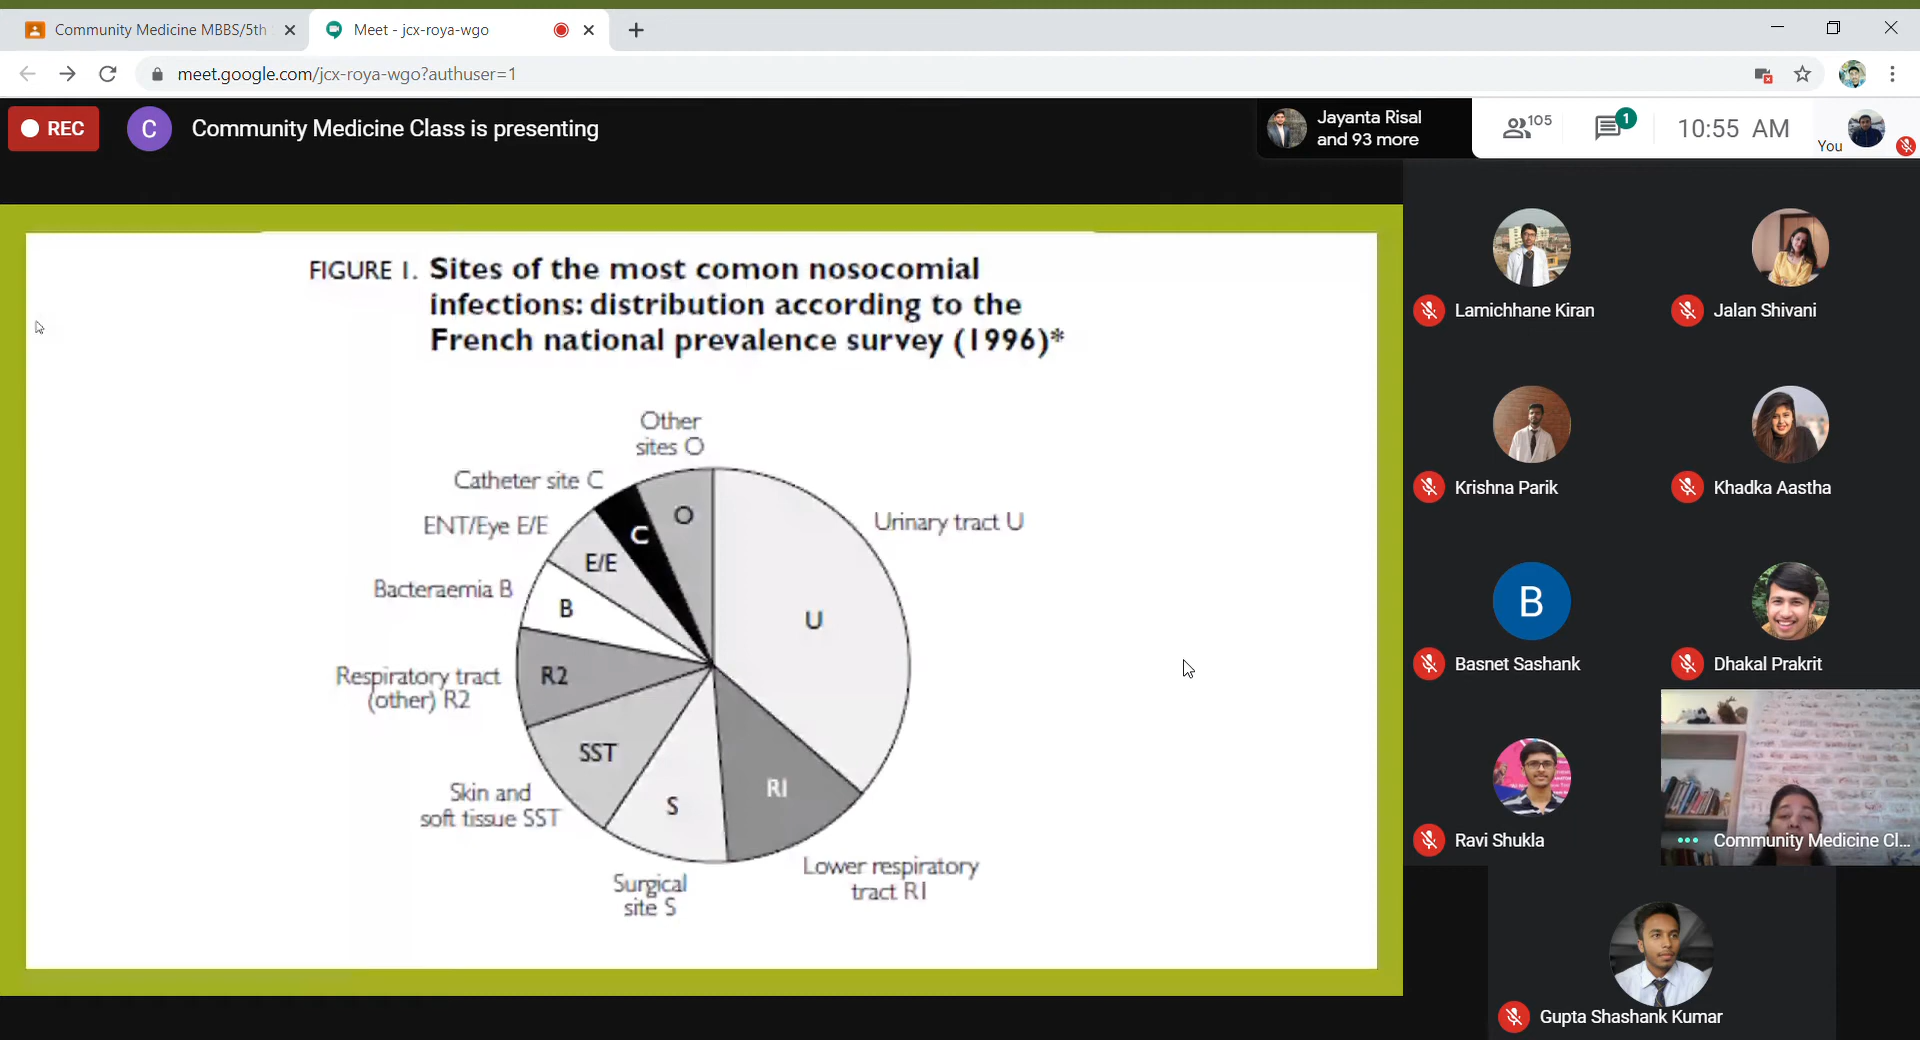 Community Medicine MBBS/5th
Meet - jcx-roya-wgo
meet.google.com/jcx-roya-wgo?authuser=1
REC
C
Community Medicine Class is presenting
Jayanta Risal
and 93 more
105
1
10:55 AM
You
FIGURE 1. Sites of the most comon nosocomial
infections: distribution according to the
French national prevalence survey (1996)*
Other
sites O
Catheter site C
ENT/Eye E/E
Bacteraemia B
Respiratory tract
(other) R2
Skin and
soft tissue SST
Surgical
site S
Lower respiratory
tract R1
Urinary tract U
O
C
E/E
B
R2
SST
S
R1
U
Lamichhane Kiran
Jalan Shivani
Krishna Parik
Khadka Aastha
B
Basnet Sashank
Dhakal Prakrit
Ravi Shukla
Community Medicine Cl...
Gupta Shashank Kumar